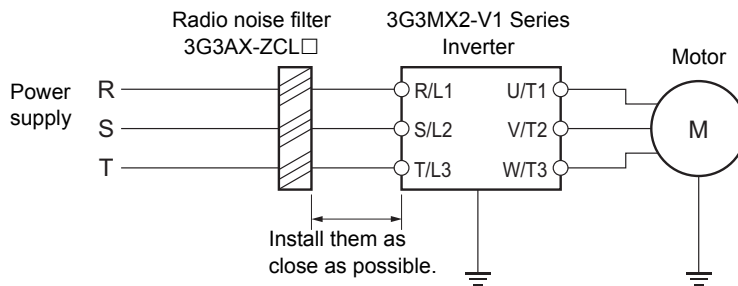 Radio noise filter
3G3AX-ZCL□
3G3MX2-V1 Series
Inverter
Motor
Power
supply
R
S
T
R/L1
S/L2
T/L3
U/T1
V/T2
W/T3
M
Install them as
close as possible.